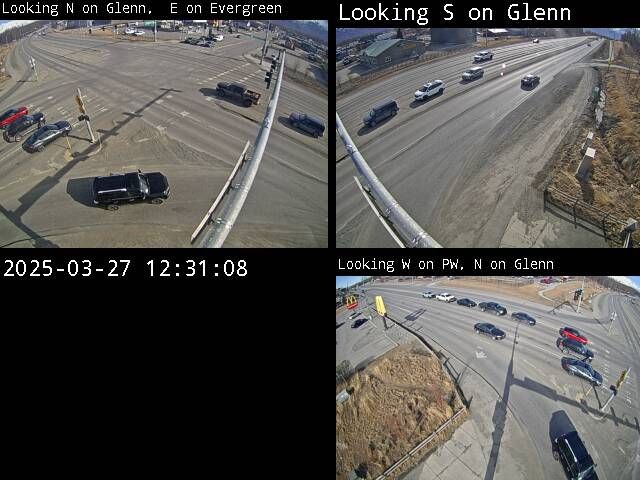 Looking N on Glenn,  E on Evergreen
Looking S on Glenn
2025-03-27 12:31:08
Looking W on PW, N on Glenn